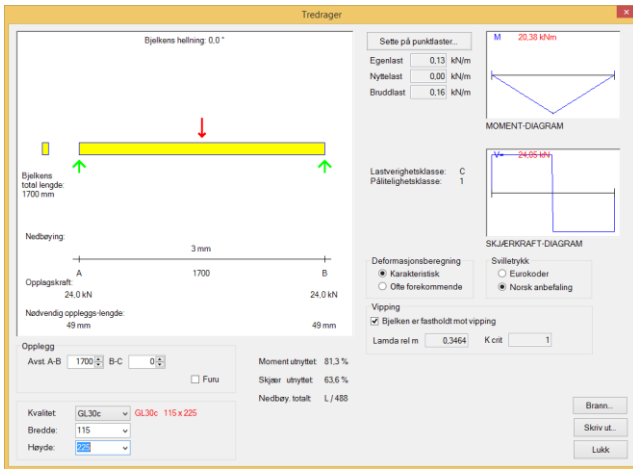 Tredrager
Bjelkens hellning: 0,0 °
Bjelkens
total lengde:
1700 mm
Nedbøying:
3 mm
A
1700
B
Opplagskraft:
24.0 kN
24.0 kN
Nødvendig oppleggs-lengde:
49 mm
49 mm
Opplegg
Avst. A-B 1700 B-C 0
Furu
Kvalitet: GL30c GL30c 115 x 225
Bredde: 115
Høyde: 225
Moment utnyttet 81,3 %
Skjær utnyttet: 63,6 %
Nedbøy. totalt: L / 488
Sette på punktlaster...
Egenlast 0,13 kN/m
Nyttelast 0,00 kN/m
Bruddlast 0,16 kN/m
Lastverighetsklasse: C
Pålitelighetsklasse: 1
M 20,38 kNm
MOMENT-DIAGRAM
V= 24,05 kN
SKJÆRKRAFT-DIAGRAM
Deformasjonsberegning
Karakteristisk
Ofte forekommende
Svilletrykk
Eurokoder
Norsk anbefaling
Vipping
Bjelken er fastholdt mot vipping
Lamda rel m 0,3464 K crit 1
Brann...
Skriv ut...
Lukk